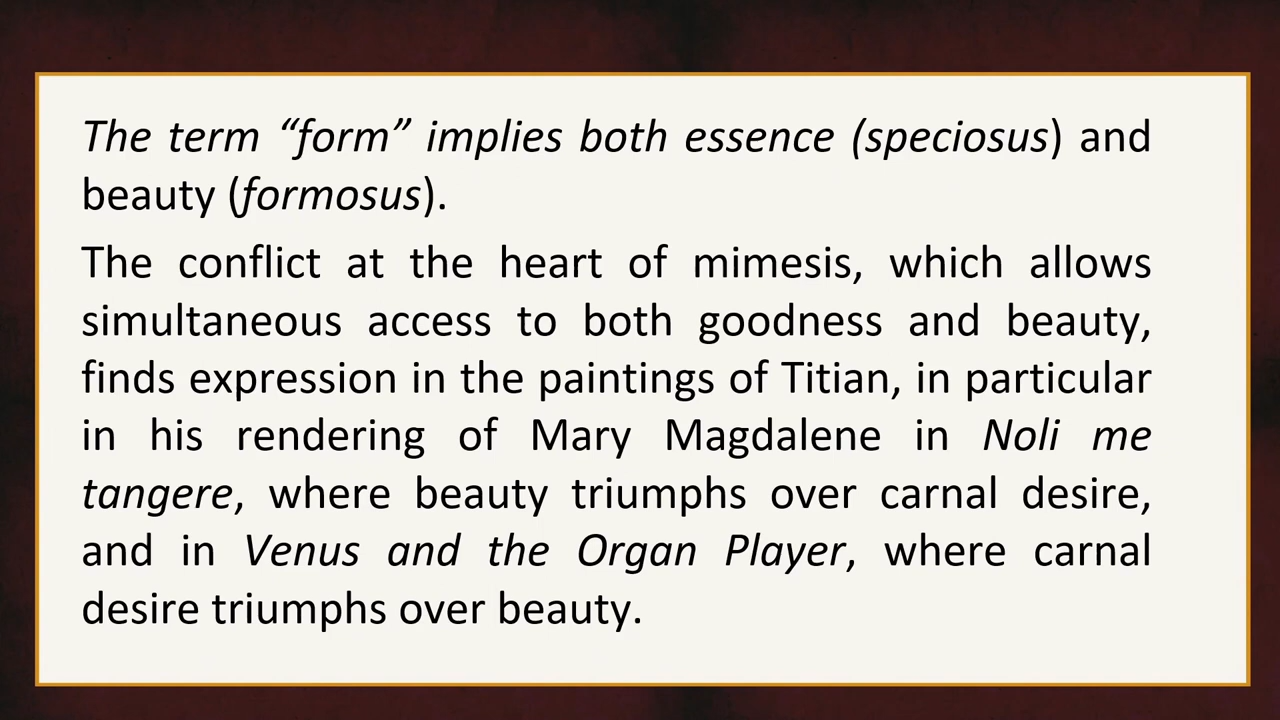 The term “form” implies both essence (speciosus) and
beauty (formosus).
The conflict at the heart of mimesis, which allows
simultaneous access to both goodness and beauty,
finds expression in the paintings of Titian, in particular
in his rendering of Mary Magdalene in Noli me
tangere, where beauty triumphs over carnal desire,
and in Venus and the Organ Player, where carnal
desire triumphs over beauty.